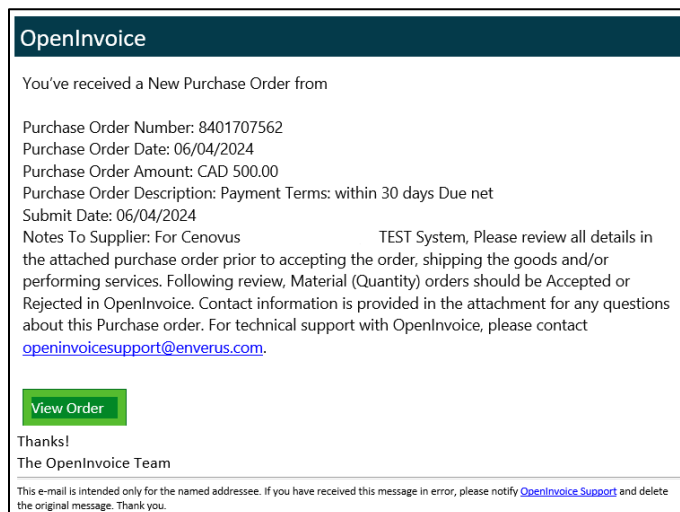 OpenInvoice
You've received a New Purchase Order from
Purchase Order Number: 8401707562
Purchase Order Date: 06/04/2024
Purchase Order Amount: CAD 500.00
Purchase Order Description: Payment Terms: within 30 days Due net
Submit Date: 06/04/2024
Notes To Supplier: For Cenovus TEST System, Please review all details in
the attached purchase order prior to accepting the order, shipping the goods and/or
performing services. Following review, Material (Quantity) orders should be Accepted or
Rejected in OpenInvoice. Contact information is provided in the attachment for any questions
about this Purchase order. For technical support with OpenInvoice, please contact
openinvoicesupport@enverus.com.
View Order
Thanks!
The OpenInvoice Team
This e-mail is intended only for the named addressee. If you have received this message in error, please notify OpenInvoice Support and delete
the original message. Thank you.